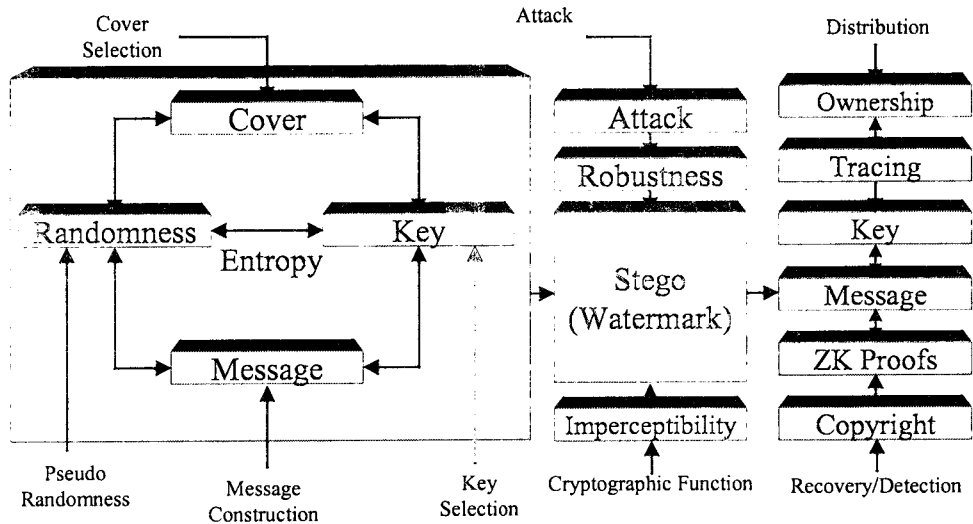 Cover
Selection
Attack
Distribution
Cover
Attack
Ownership
Robustness
Tracing
Randomness
Key
Key
Entropy
Stego
(Watermark)
Message
Message
ZK Proofs
Imperceptibility
Copyright
Pseudo
Randomness
Message
Construction
Key
Selection
Cryptographic Function
Recovery/Detection